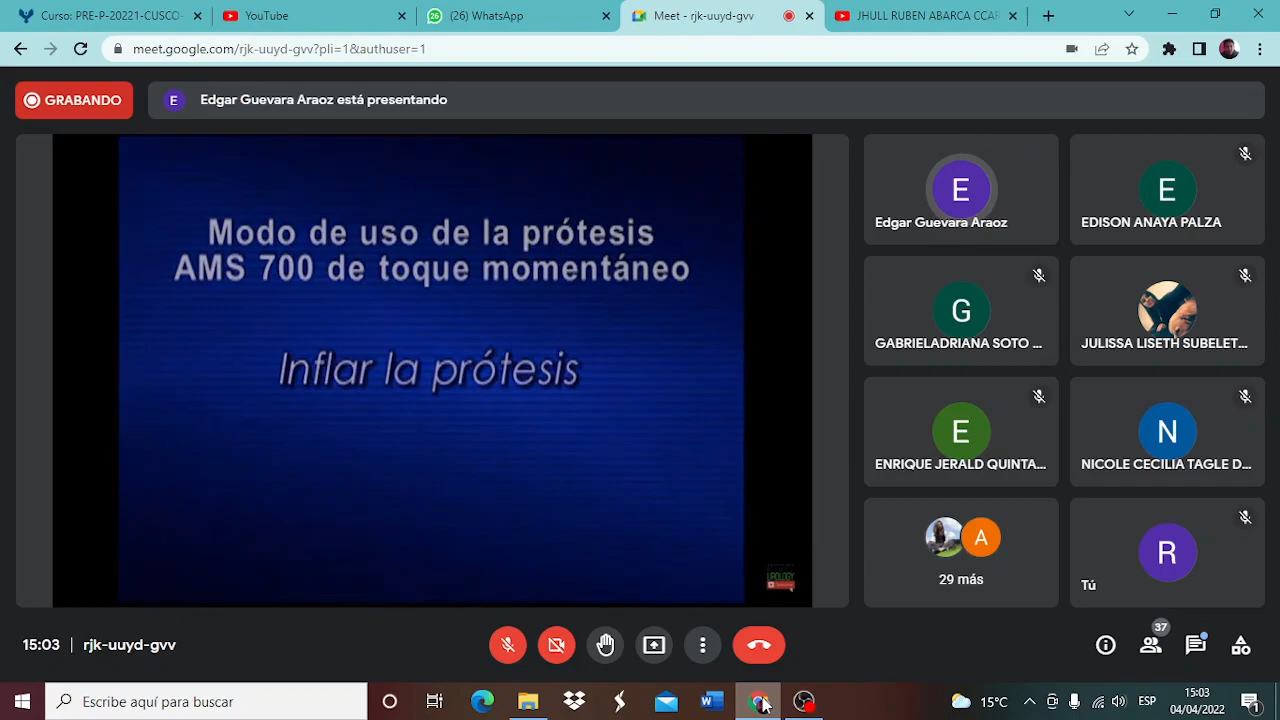 Curso: PRE-P-20221-CUSCO-
YouTube
26
(26) WhatsApp
Meet - rjk-uuyd-gvv
JHULL RUBEN ABARCA CCAR
meet.google.com/rjk-uuyd-gvv?pli=1&authuser=1
GRABANDO
E
Edgar Guevara Araoz está presentando
Modo de uso de la prótesis
AMS 700 de toque momentáneo
Inflar la prótesis
UROLOGY
E
Edgar Guevara Araoz
E
EDISON ANAYA PALZA
G
GABRIELADRIANA SOTO ...
JULISSA LISETH SUBELET...
E
ENRIQUE JERALD QUINTA...
N
NICOLE CECILIA TAGLE D...
A
29 más
R
Tú
15:03 | rjk-uuyd-gvv
37
Escribe aquí para buscar
15°C
ESP
15:03
04/04/2022
1